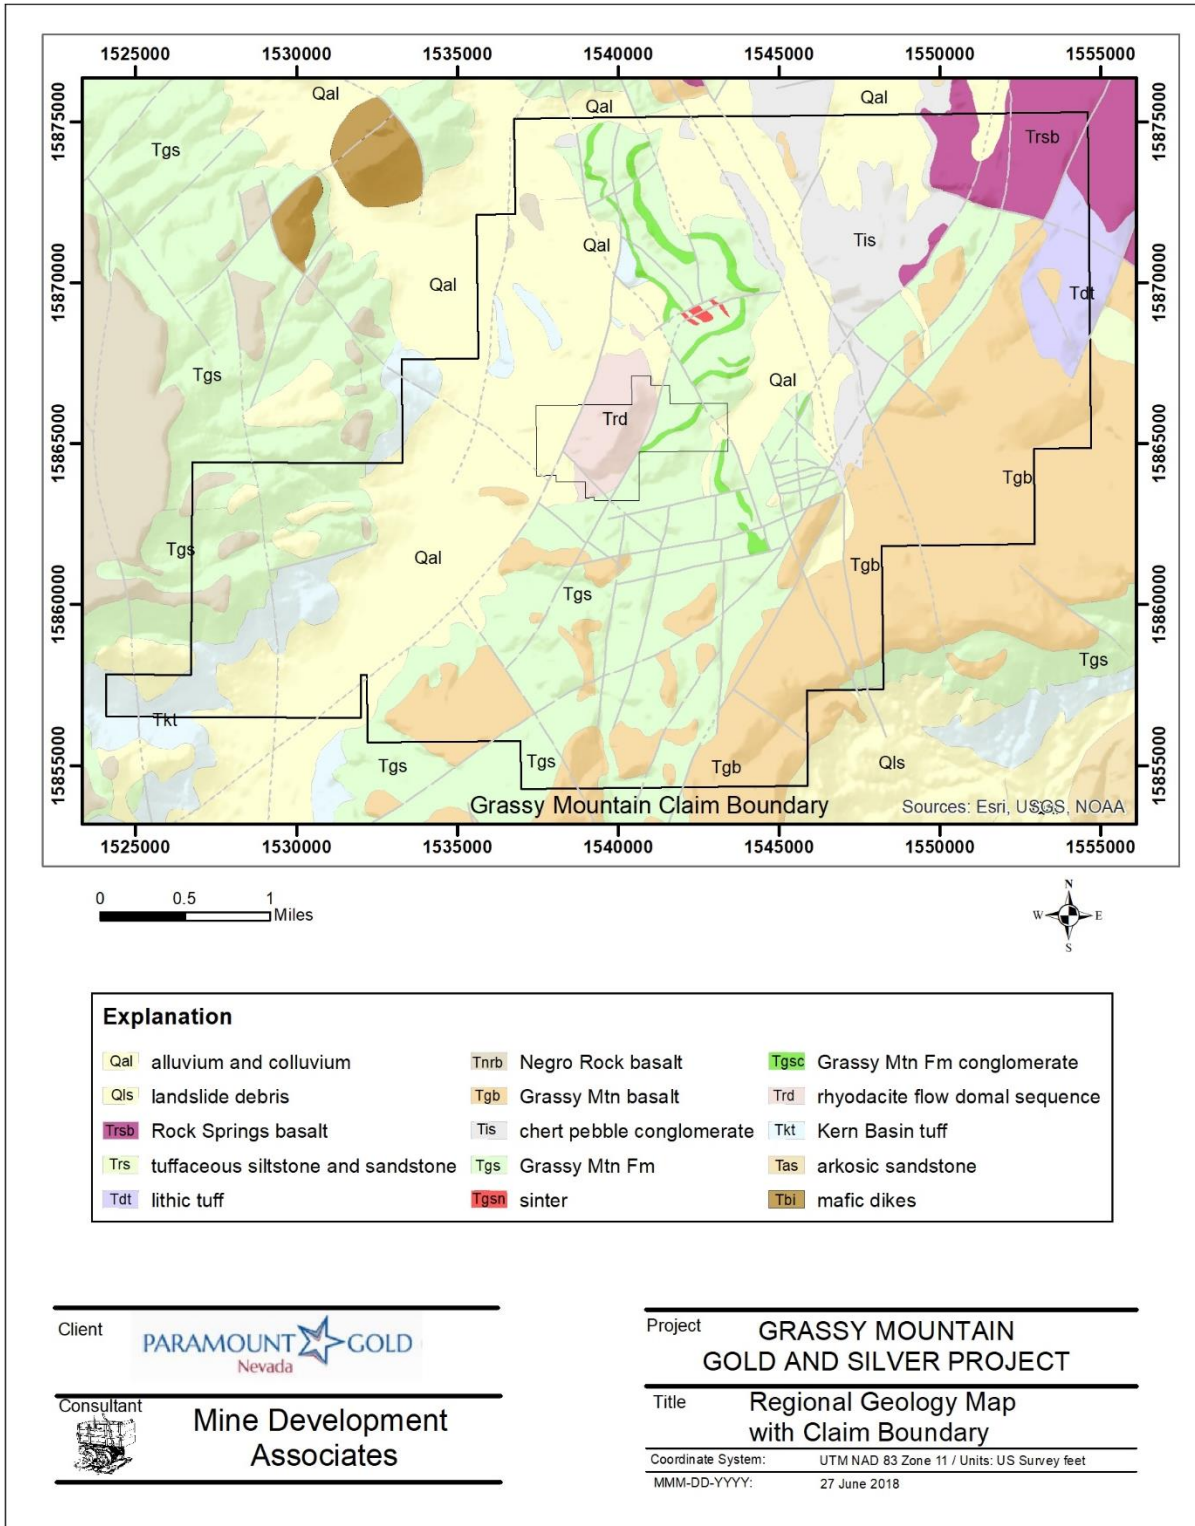 1525000 1530000 1535000 1540000 1545000 1550000 1555000
15875000 15870000 15865000 15860000 15855000
15875000 15870000 15865000 15860000 15855000
Qal
Qal
Qal
Trsb
Tgs
Qal
Tis
Qal
Tdt
Tgs
Qal
Trd
Tgb
Tgs
Qal
Tgb
Tgs
Tgs
Tkt
Tgs
Tgs
Tgb
Qls
Grassy Mountain Claim Boundary
Sources: Esri, USGS, NOAA
1525000 1530000 1535000 1540000 1545000 1550000 1555000
0 0.5 1
Miles
N
W E
S
Explanation
Qal alluvium and colluvium
Qls landslide debris
Trsb Rock Springs basalt
Trs tuffaceous siltstone and sandstone
Tdt lithic tuff
Tnrb Negro Rock basalt
Tgb Grassy Mtn basalt
Tis chert pebble conglomerate
Tgs Grassy Mtn Fm
Tgsn sinter
Tgsc Grassy Mtn Fm conglomerate
Trd rhyodacite flow domal sequence
Tkt Kern Basin tuff
Tas arkosic sandstone
Tbi mafic dikes
Client
PARAMOUNT GOLD
Nevada
Consultant
Mine Development
Associates
Project
GRASSY MOUNTAIN
GOLD AND SILVER PROJECT
Title
Regional Geology Map
with Claim Boundary
Coordinate System: UTM NAD 83 Zone 11 / Units: US Survey feet
MMM-DD-YYYY: 27 June 2018